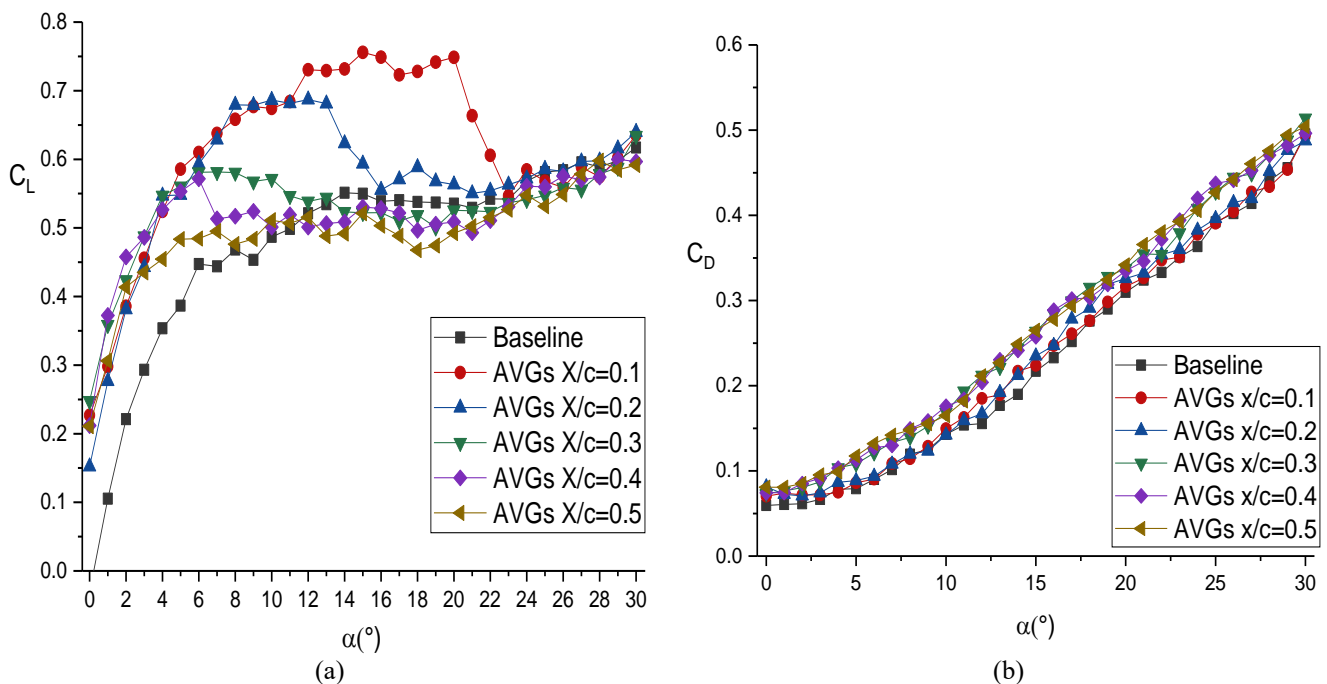 0.8
0.7
0.6
0.5
0.4
0.3
0.2
0.1
0.0
C_L
0 2 4 6 8 10 12 14 16 18 20 22 24 26 28 30
α(°)
Baseline
AVGs X/c=0.1
AVGs X/c=0.2
AVGs X/c=0.3
AVGs X/c=0.4
AVGs X/c=0.5
(a)
0.6
0.5
0.4
0.3
0.2
0.1
0.0
C_D
0 5 10 15 20 25 30
α(°)
Baseline
AVGs x/c=0.1
AVGs x/c=0.2
AVGs x/c=0.3
AVGs x/c=0.4
AVGs x/c=0.5
(b)